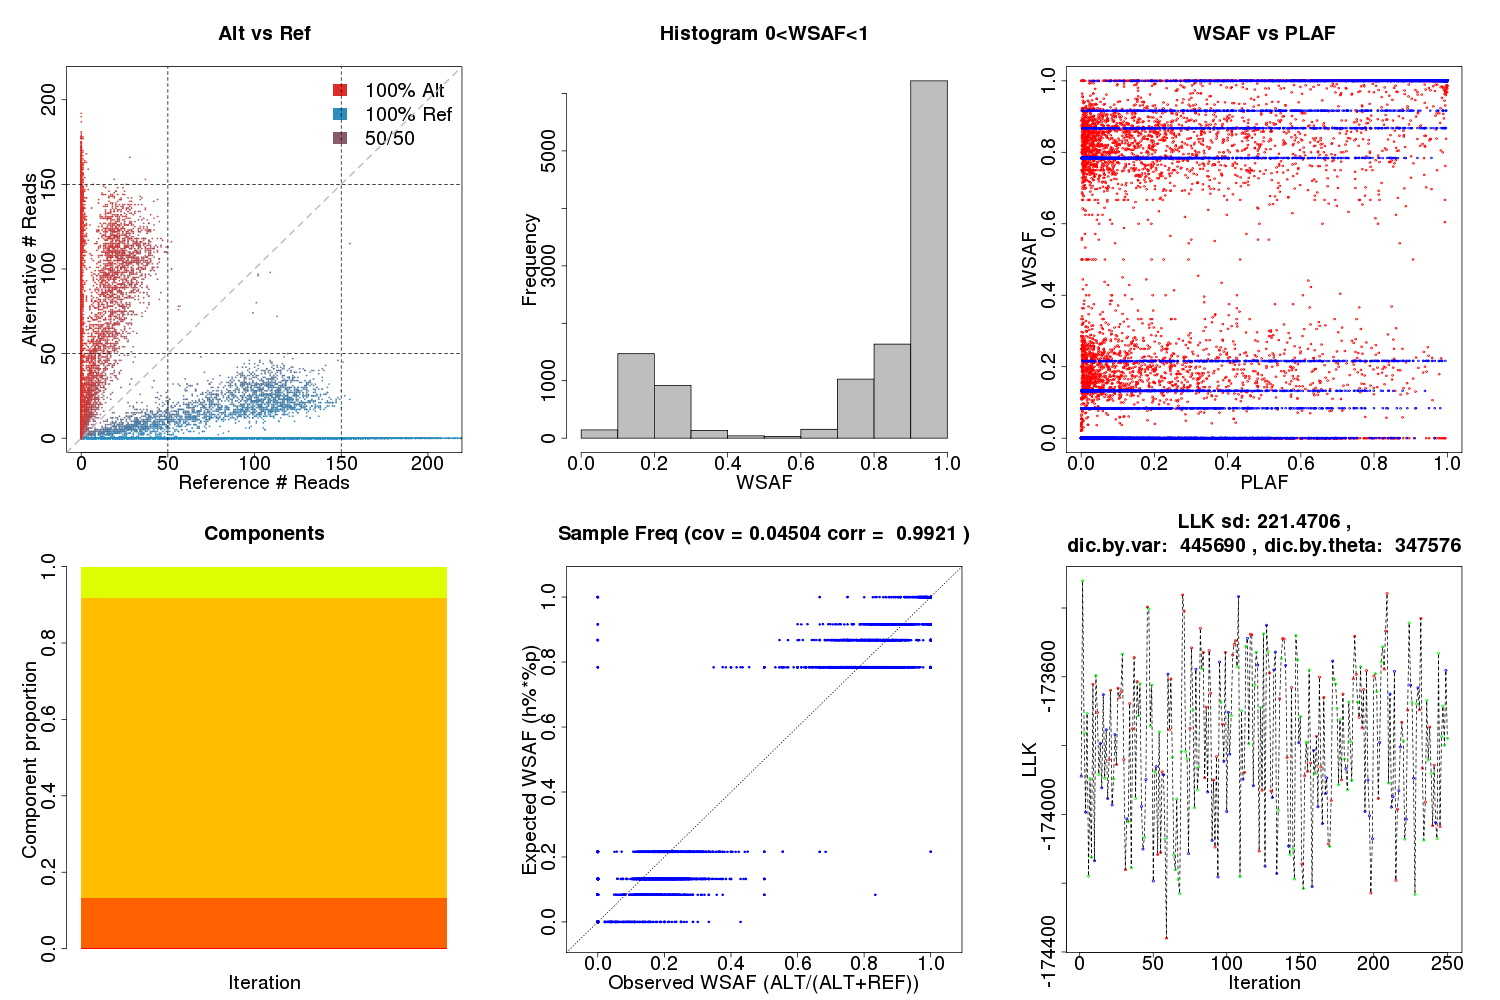 Alt vs Ref
Alternative # Reads
200
150
100
50
0
100% Alt
100% Ref
50/50
0 50 100 150 200
Reference # Reads
Histogram 0<WSAF<1
Frequency
5000
3000
1000
0
0.0 0.2 0.4 0.6 0.8 1.0
WSAF
WSAF vs PLAF
WSAF
1.0
0.8
0.6
0.4
0.2
0.0
0.0 0.2 0.4 0.6 0.8 1.0
PLAF
Components
Component proportion
1.0
0.8
0.6
0.4
0.2
0.0
Iteration
Sample Freq (cov = 0.04504 corr = 0.9921 )
Expected WSAF (h%*%p)
1.0
0.8
0.6
0.4
0.2
0.0
0.0 0.2 0.4 0.6 0.8 1.0
Observed WSAF (ALT/(ALT+REF))
LLK sd: 221.4706 ,
dic.by.var: 445690 , dic.by.theta: 347576
LLK
-173600
-174000
-174400
0 50 100 150 200 250
Iteration